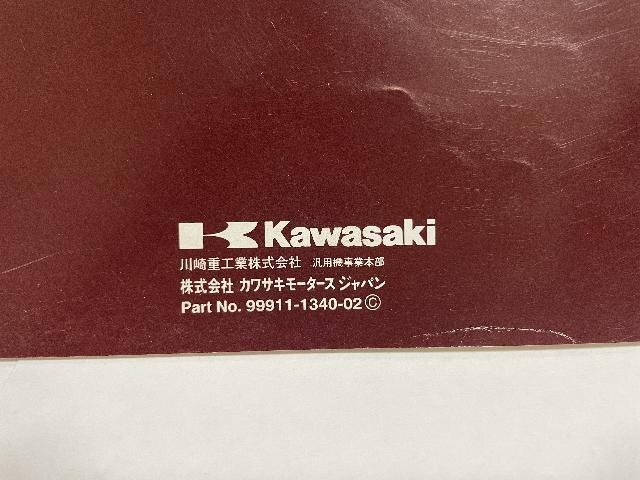 Kawasaki
川崎重工業株式会社 汎用機事業本部
株式会社 カワサキモータース ジャパン
Part No. 99911-1340-02 Ⓒ